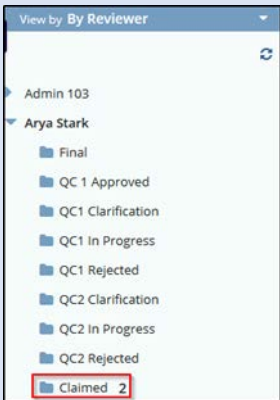 View by By Reviewer
Admin 103
Arya Stark
Final
QC 1 Approved
QC1 Clarification
QC1 In Progress
QC1 Rejected
QC2 Clarification
QC2 In Progress
QC2 Rejected
Claimed 2